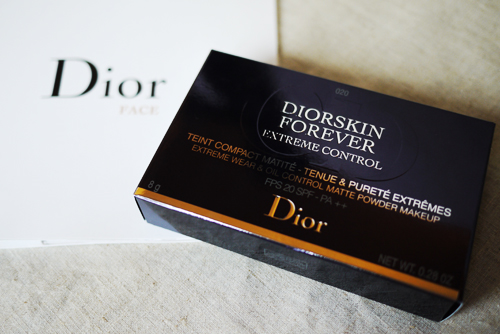 Dior
FACE
020
DIORSKIN
FOREVER
EXTREME CONTROL
TEINT COMPACT MATITÉ - TENUE & PURETÉ EXTRÊMES
EXTREME WEAR & OIL CONTROL MATTE POWDER MAKEUP
FPS 20 SPF - PA ++
8 g
Dior
NET WT. 0.28 OZ